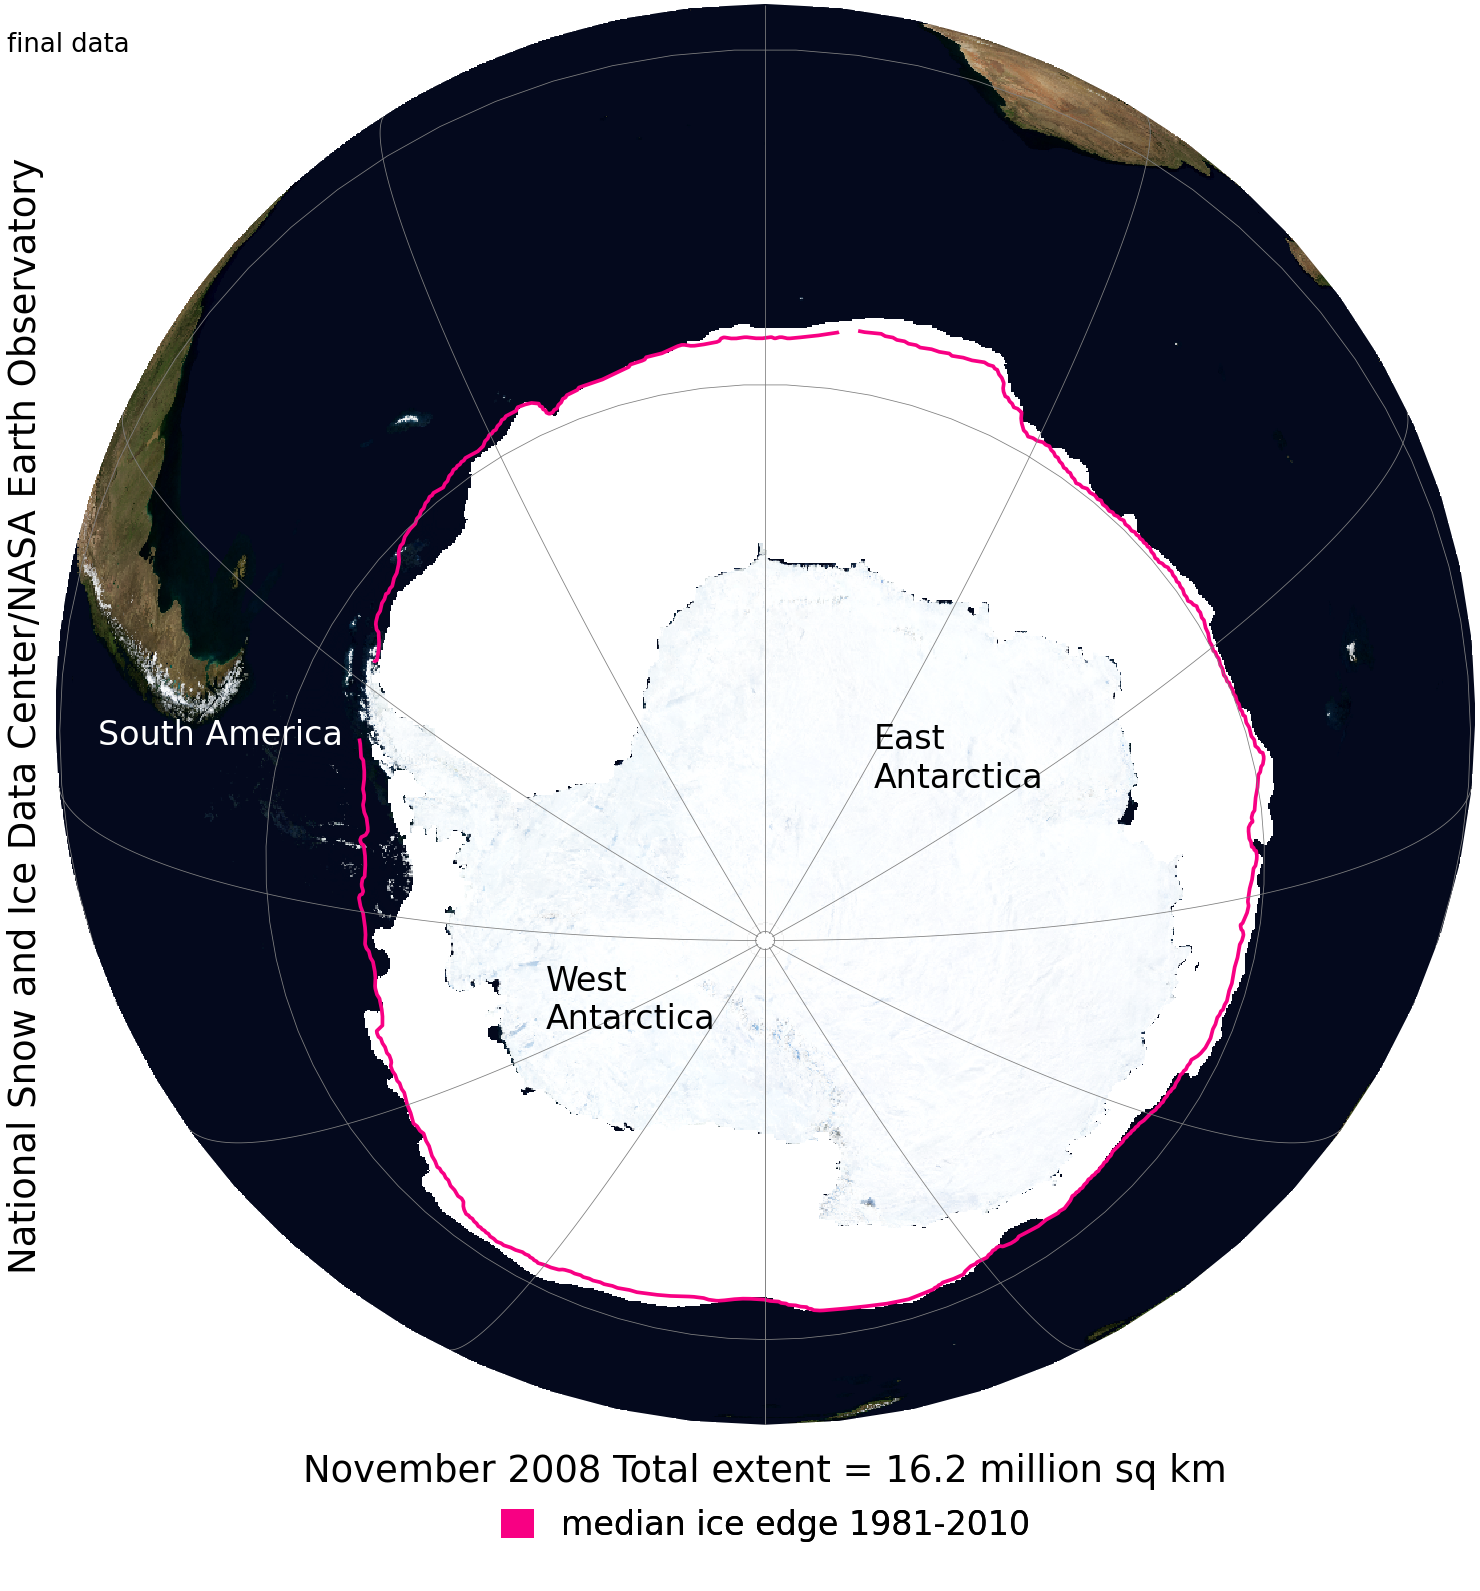 final data
National Snow and Ice Data Center/NASA Earth Observatory
South America
East
Antarctica
West
Antarctica
November 2008 Total extent = 16.2 million sq km
median ice edge 1981-2010